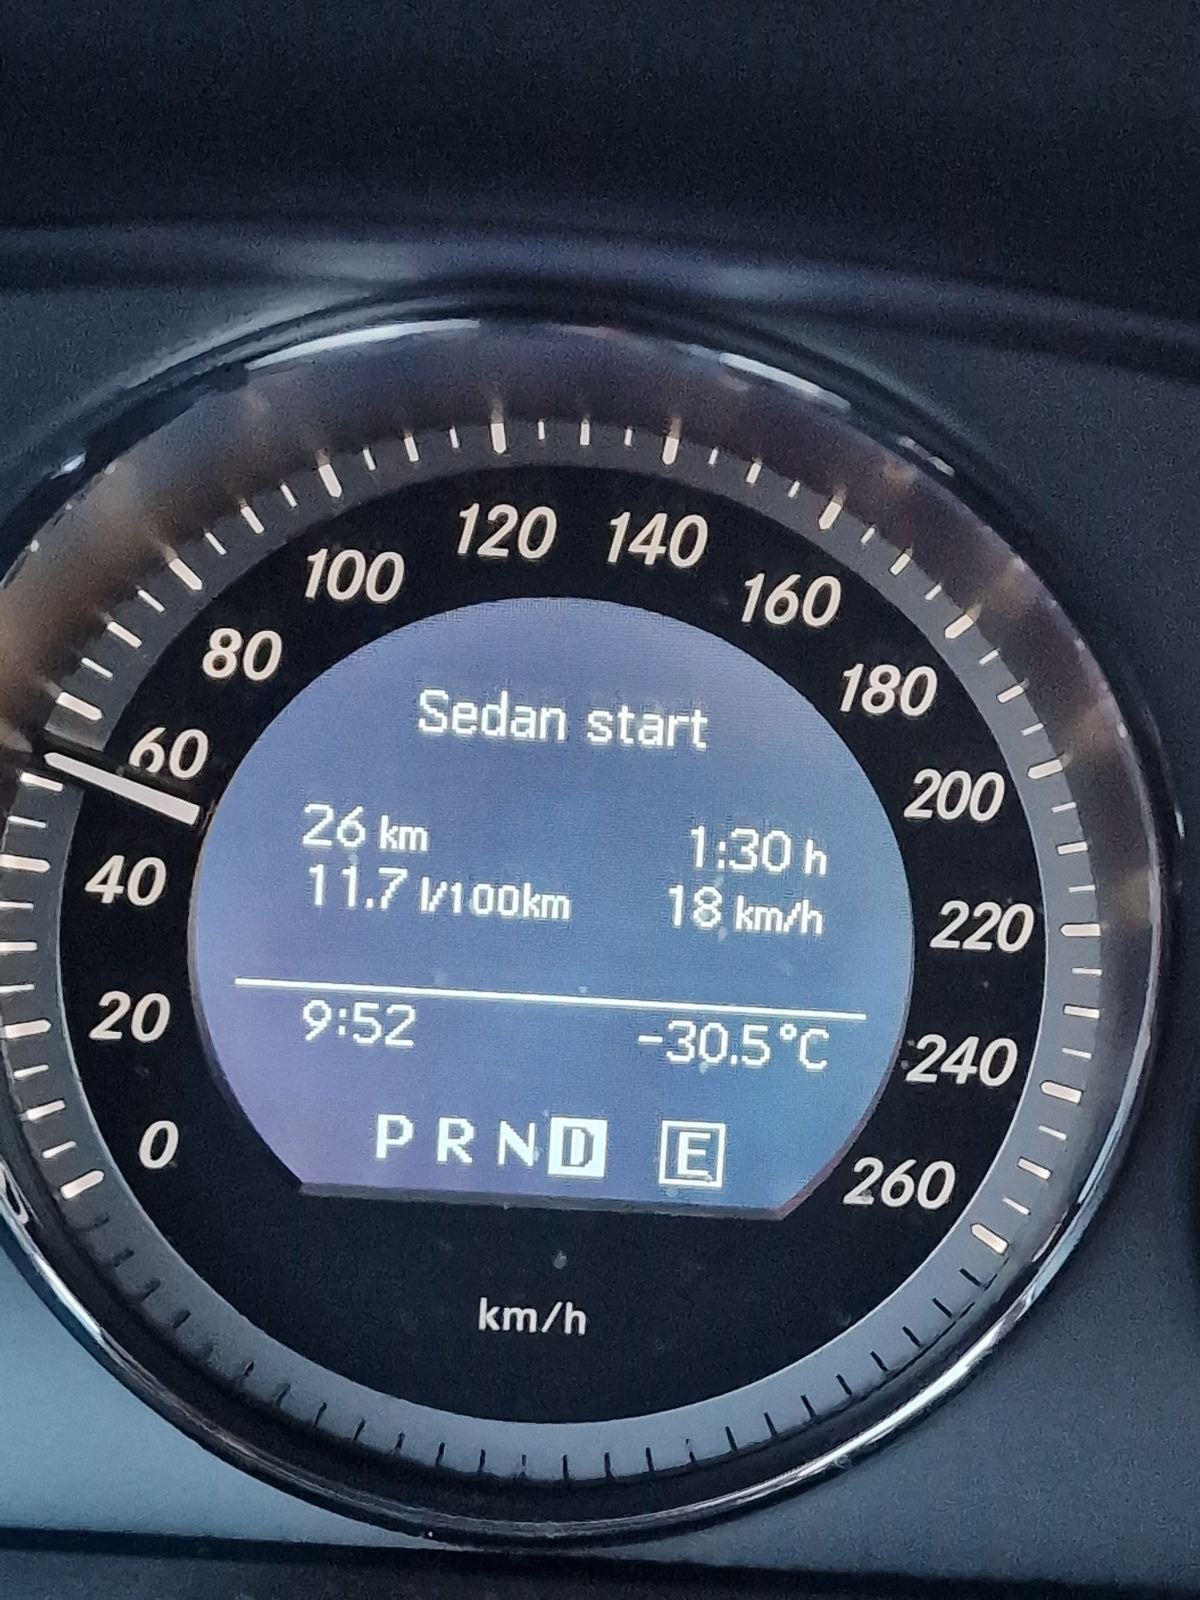 0 20 40 60 80 100 120 140 160 180 200 220 240 260
Sedan start
26 km 1:30 h
11.7 l/100km 18 km/h
9:52 -30.5°C
P R N D E
km/h